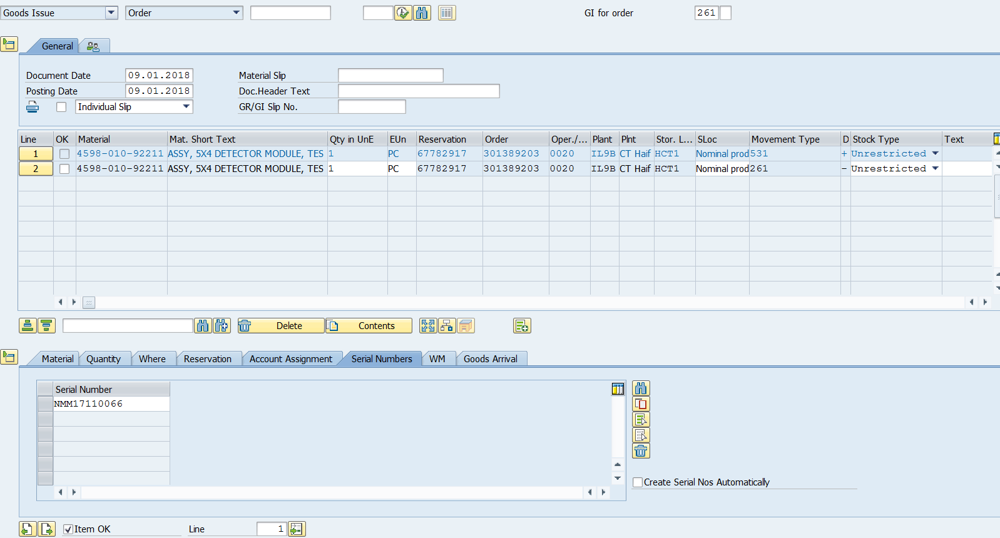 Goods Issue Order GI for order 261
General
Document Date 09.01.2018 Material Slip
Posting Date 09.01.2018 Doc.Header Text
Individual Slip GR/GI Slip No.
Line OK Material Mat. Short Text Qty in UnE EUn Reservation Order Oper./... Plant Plnt Stor. L... SLoc Movement Type D Stock Type Text
1 4598-010-92211 ASSY, 5X4 DETECTOR MODULE, TES 1 PC 67782917 301389203 0020 IL9B CT Haif HCT1 Nominal prod 531 + Unrestricted
2 4598-010-92211 ASSY, 5X4 DETECTOR MODULE, TES 1 PC 67782917 301389203 0020 IL9B CT Haif HCT1 Nominal prod 261 - Unrestricted
Delete Contents
Material Quantity Where Reservation Account Assignment Serial Numbers WM Goods Arrival
Serial Number
NMM17110066
Create Serial Nos Automatically
Item OK Line 1